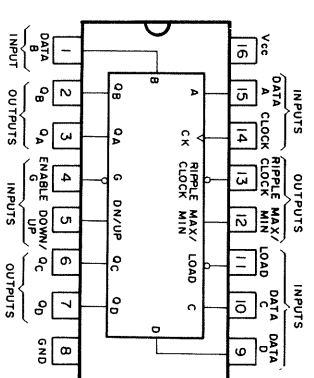 INPUT
DATA B
1
16
Vcc
OUTPUTS
QB
2
15
DATA A
INPUTS
QA
3
14
CLOCK
INPUTS
ENABLE G
4
13
RIPPLE CLOCK
OUTPUTS
DOWN/UP
5
12
MAX/MIN
OUTPUTS
QC
6
11
LOAD
INPUTS
QD
7
10
DATA C
GND
8
9
DATA D
B
QB
A
QA
CK
G
RIPPLE CLOCK
DN/UP
MAX/MIN
QC
LOAD
QD
C
D